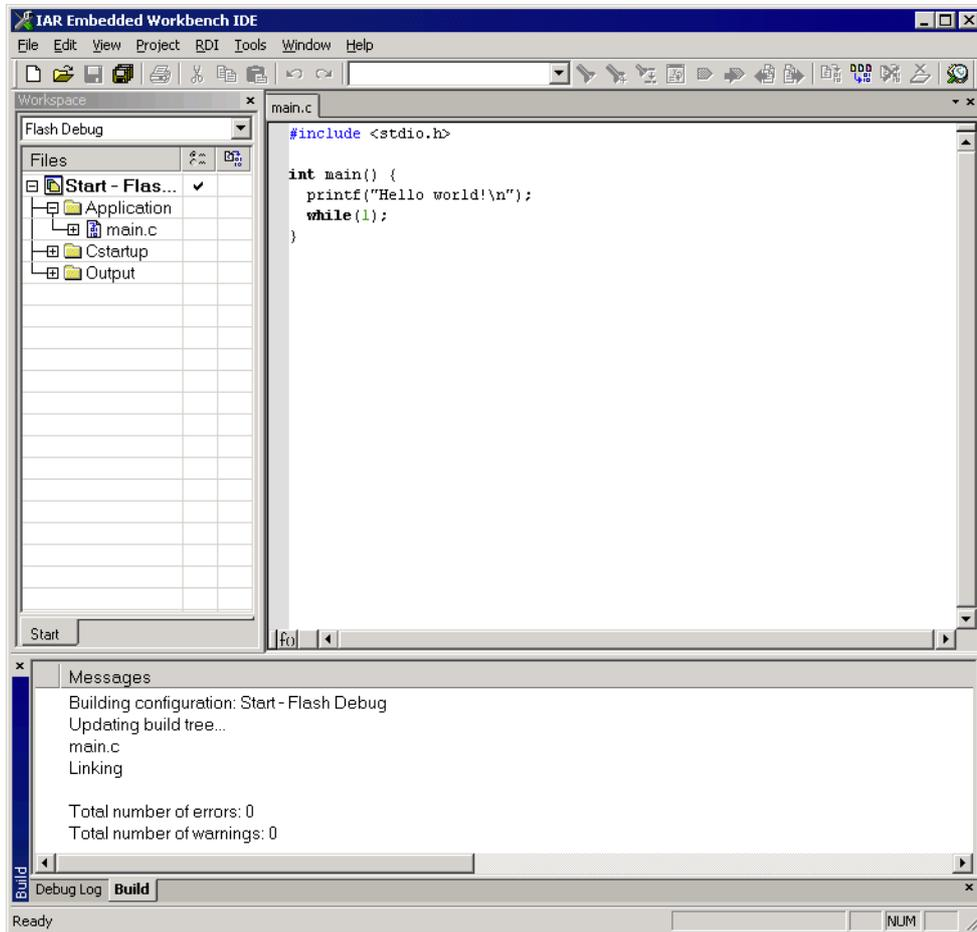 IAR Embedded Workbench IDE
File Edit View Project RDI Tools Window Help
Workspace
Flash Debug
Files
Start - Flas...
Application
main.c
Cstartup
Output
Start
main.c
#include <stdio.h>
int main() {
printf("Hello world!\n");
while(1);
}
f()
Messages
Building configuration: Start - Flash Debug
Updating build tree...
main.c
Linking
Total number of errors: 0
Total number of warnings: 0
Build
Debug Log Build
Ready
NUM